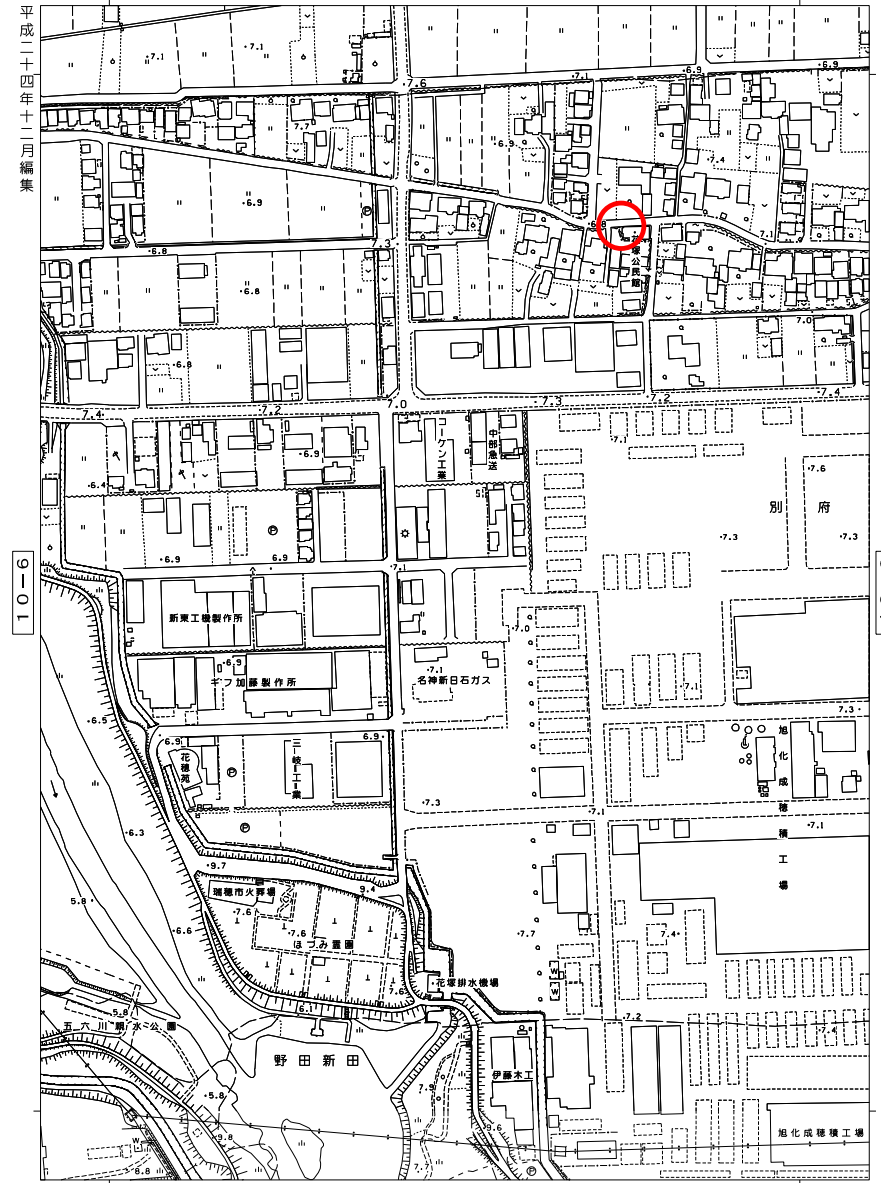 平成二十四年十二月編集
7.1
7.1
7.6
7.1
6.9
6.9
7.7
6.9
7.4
6.9
P
6.8
7.1
花塚公民館
7.3
6.8
6.8
7.0
6.8
7.4
7.2
7.0
7.3
7.2
7.4
コーケン工業
中部急送
7.1
6.9
7.6
6.4
別府
P
7.3
7.3
6.9
6.9
7.1
10-6
新東工機製作所
7.0
6.9
ギフ加藤製作所
7.1
名神新日石ガス
7.1
6.5
7.3
6.9
6.9
花穂苑
P
三岐工業
旭化成穂積工場
6.3
P
7.3
7.1
7.1
9.7
瑞穂市火葬場
9.4
5.8
7.6
6.6
7.6
ほづみ霊園
7.7
7.4
7.6
花塚排水機場
W
W
5.8
6.1
7.2
7.4
五六川親水公園
野田新田
伊藤木工
7.9
5.8
9.8
9.6
旭化成穂積工場
W
8.8
7.7
P